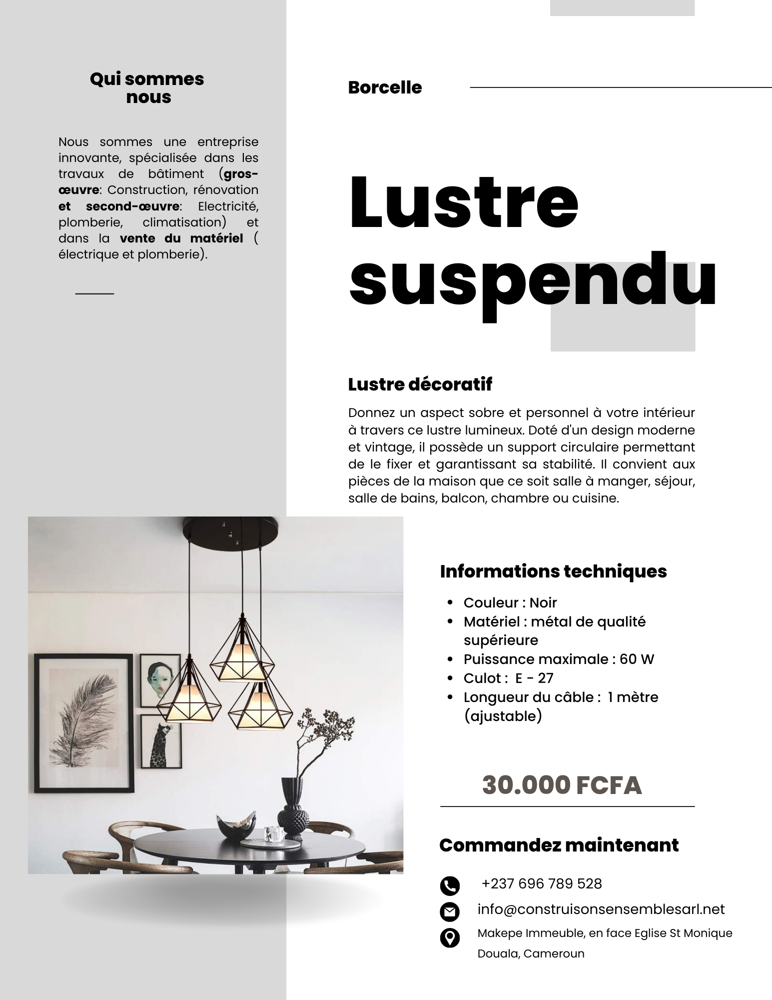 Qui sommes
nous
Nous sommes une entreprise
innovante, spécialisée dans les
travaux de bâtiment (gros-
œuvre: Construction, rénovation
et second-œuvre: Electricité,
plomberie, climatisation) et
dans la vente du matériel (
électrique et plomberie).
Borcelle
Lustre
suspendu
Lustre décoratif
Donnez un aspect sobre et personnel à votre intérieur
à travers ce lustre lumineux. Doté d'un design moderne
et vintage, il possède un support circulaire permettant
de le fixer et garantissant sa stabilité. Il convient aux
pièces de la maison que ce soit salle à manger, séjour,
salle de bains, balcon, chambre ou cuisine.
Informations techniques
• Couleur : Noir
• Matériel : métal de qualité
supérieure
• Puissance maximale : 60 W
• Culot :  E - 27
• Longueur du câble :  1 mètre
(ajustable)
30.000 FCFA
Commandez maintenant
+237 696 789 528
info@construisonsensemblesarl.net
Makepe Immeuble, en face Eglise St Monique
Douala, Cameroun